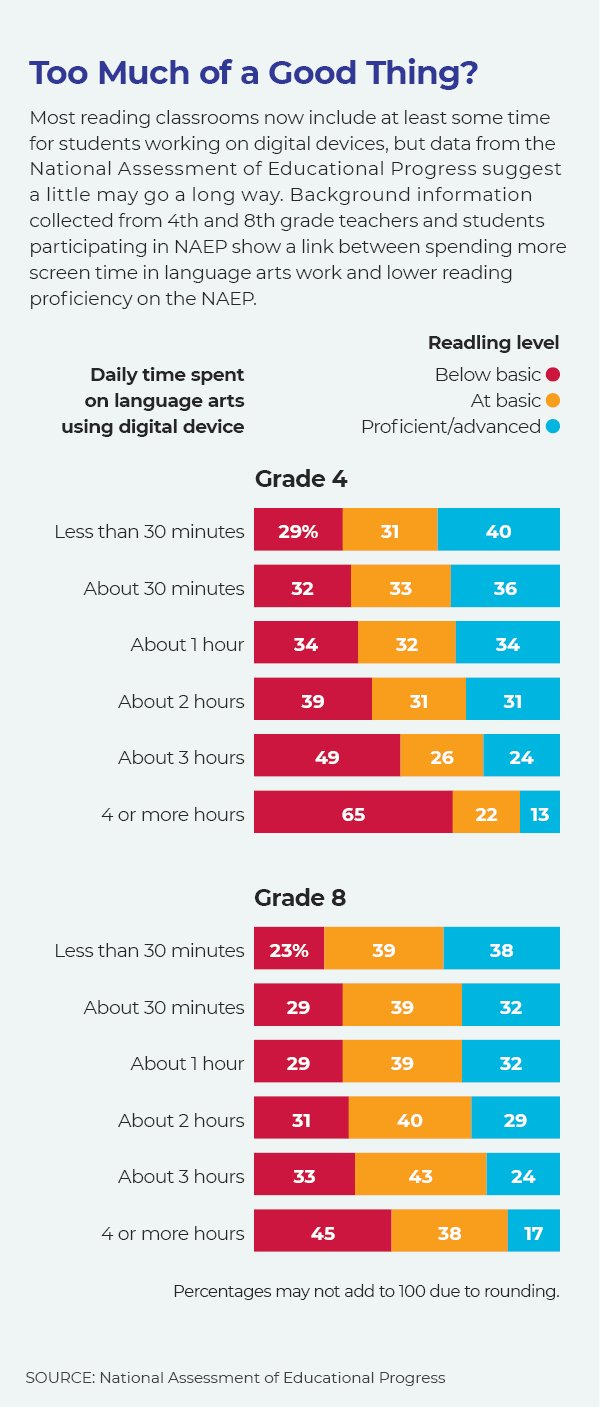 Too Much of a Good Thing?
Most reading classrooms now include at least some time
for students working on digital devices, but data from the
National Assessment of Educational Progress suggest
a little may go a long way. Background information
collected from 4th and 8th grade teachers and students
participating in NAEP show a link between spending more
screen time in language arts work and lower reading
proficiency on the NAEP.
Readling level
Daily time spent
on language arts
using digital device
Below basic
At basic
Proficient/advanced
Grade 4
Less than 30 minutes 29% 31 40
About 30 minutes 32 33 36
About 1 hour 34 32 34
About 2 hours 39 31 31
About 3 hours 49 26 24
4 or more hours 65 22 13
Grade 8
Less than 30 minutes 23% 39 38
About 30 minutes 29 39 32
About 1 hour 29 39 32
About 2 hours 31 40 29
About 3 hours 33 43 24
4 or more hours 45 38 17
Percentages may not add to 100 due to rounding.
SOURCE: National Assessment of Educational Progress